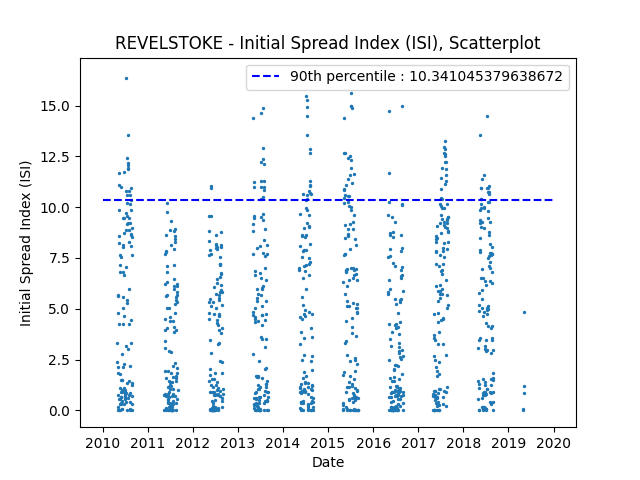 REVELSTOKE - Initial Spread Index (ISI), Scatterplot
90th percentile : 10.341045379638672
15.0
12.5
10.0
7.5
5.0
2.5
0.0
Initial Spread Index (ISI)
2010 2011 2012 2013 2014 2015 2016 2017 2018 2019 2020
Date